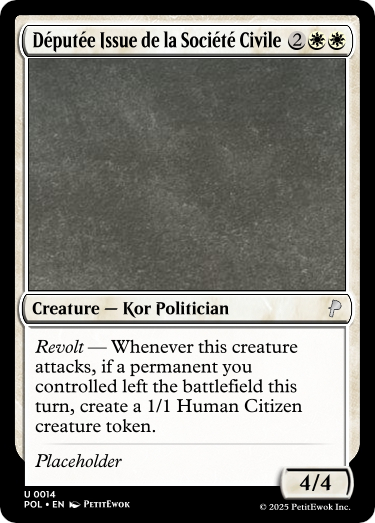 Députée Issue de la Société Civile 2
Creature — Kor Politician
Revolt — Whenever this creature
attacks, if a permanent you
controlled left the battlefield this
turn, create a 1/1 Human Citizen
creature token.
Placeholder
4/4
U 0014
POL • EN PetitEwok
© 2025 PetitEwok Inc.